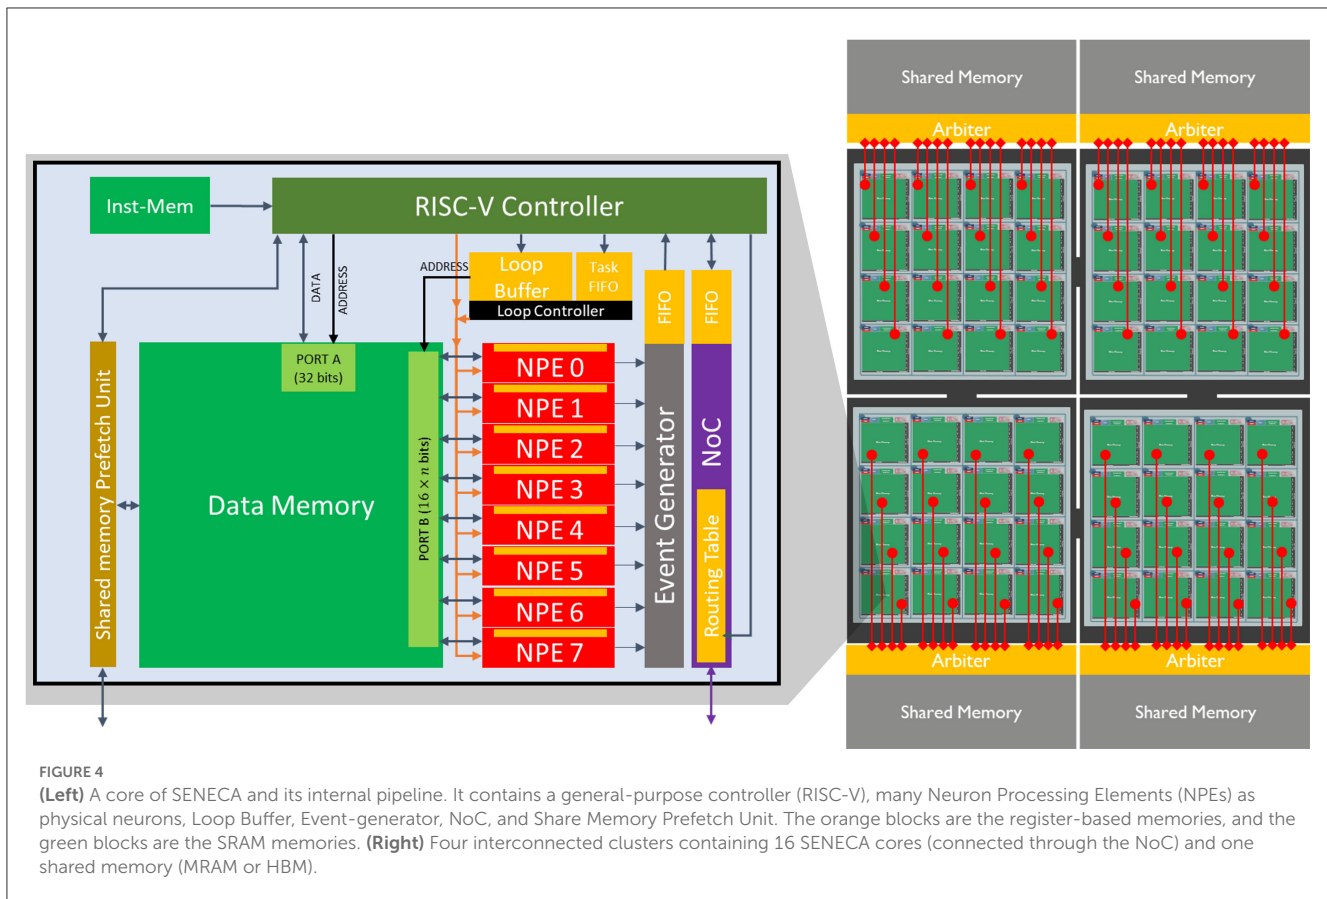 Shared Memory
Shared Memory
Arbiter
Arbiter
Inst-Mem
RISC-V Controller
DATA
ADDRESS
ADDRESS
Loop
Buffer
Task
FIFO
Loop Controller
FIFO
FIFO
Shared memory Prefetch Unit
PORT A
(32 bits)
Data Memory
PORT B (16 × n bits)
NPE 0
NPE 1
NPE 2
NPE 3
NPE 4
NPE 5
NPE 6
NPE 7
Event Generator
NoC
Routing Table
Arbiter
Arbiter
Shared Memory
Shared Memory
FIGURE 4
(Left) A core of SENECA and its internal pipeline. It contains a general-purpose controller (RISC-V), many Neuron Processing Elements (NPEs) as
physical neurons, Loop Buffer, Event-generator, NoC, and Share Memory Prefetch Unit. The orange blocks are the register-based memories, and the
green blocks are the SRAM memories. (Right) Four interconnected clusters containing 16 SENECA cores (connected through the NoC) and one
shared memory (MRAM or HBM).